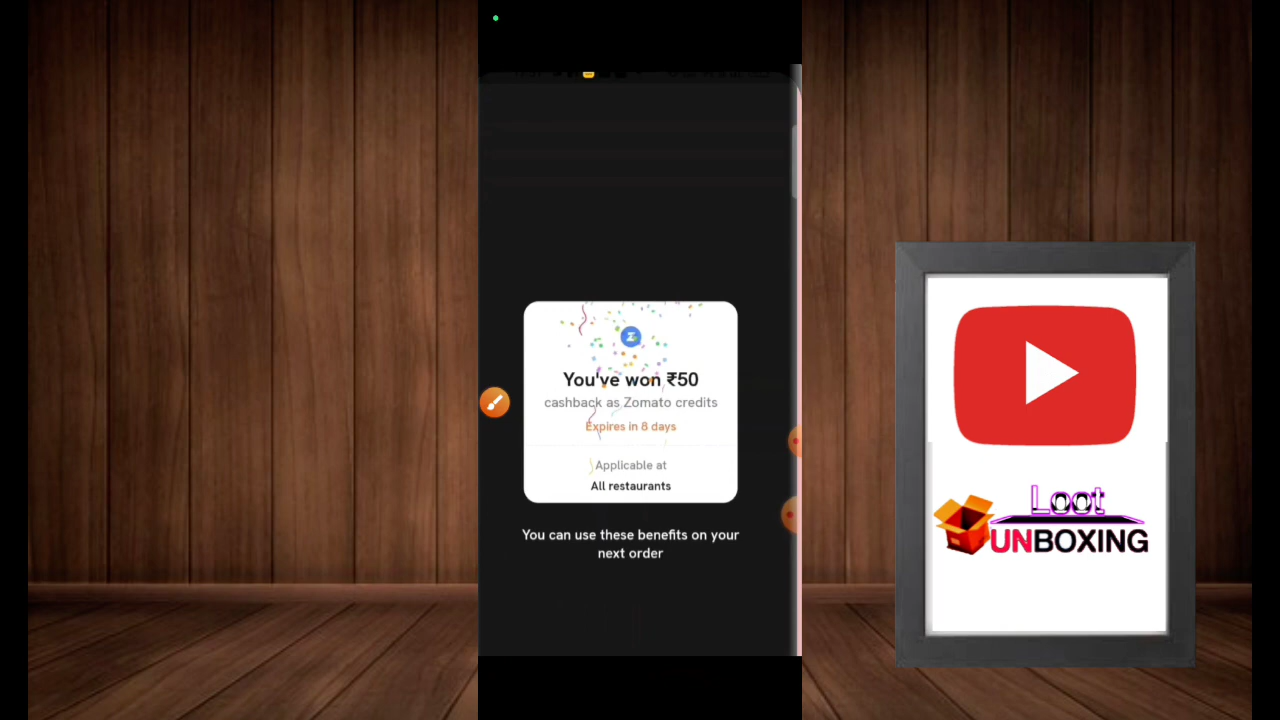 You've won ₹50
cashback as Zomato credits
Expires in 8 days
Applicable at
All restaurants
You can use these benefits on your
next order
Loot
UNBOXING